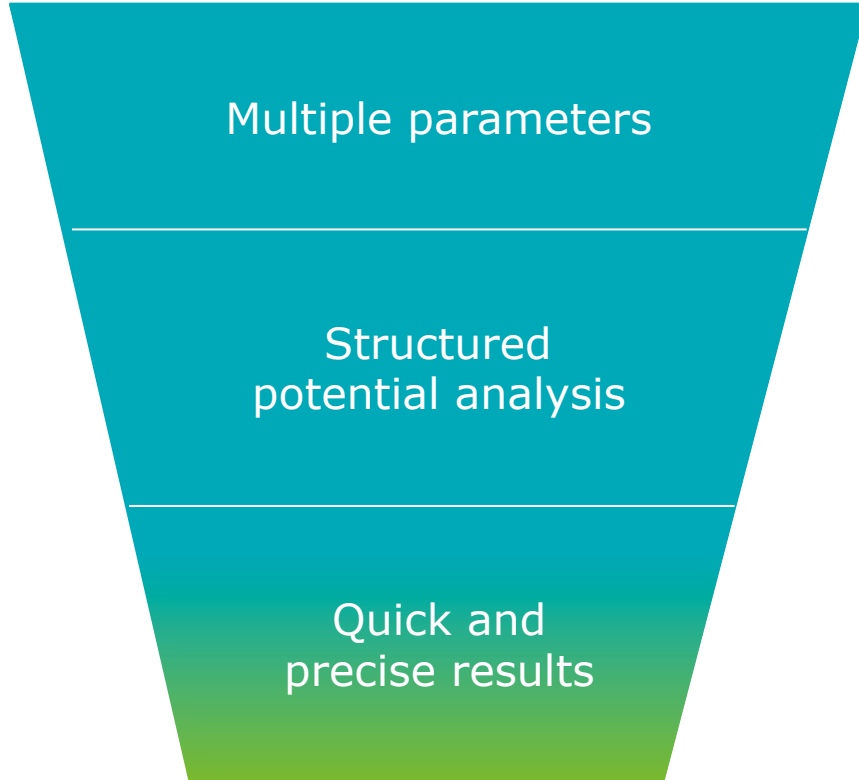 Multiple parameters
Structured
potential analysis
Quick and
precise results